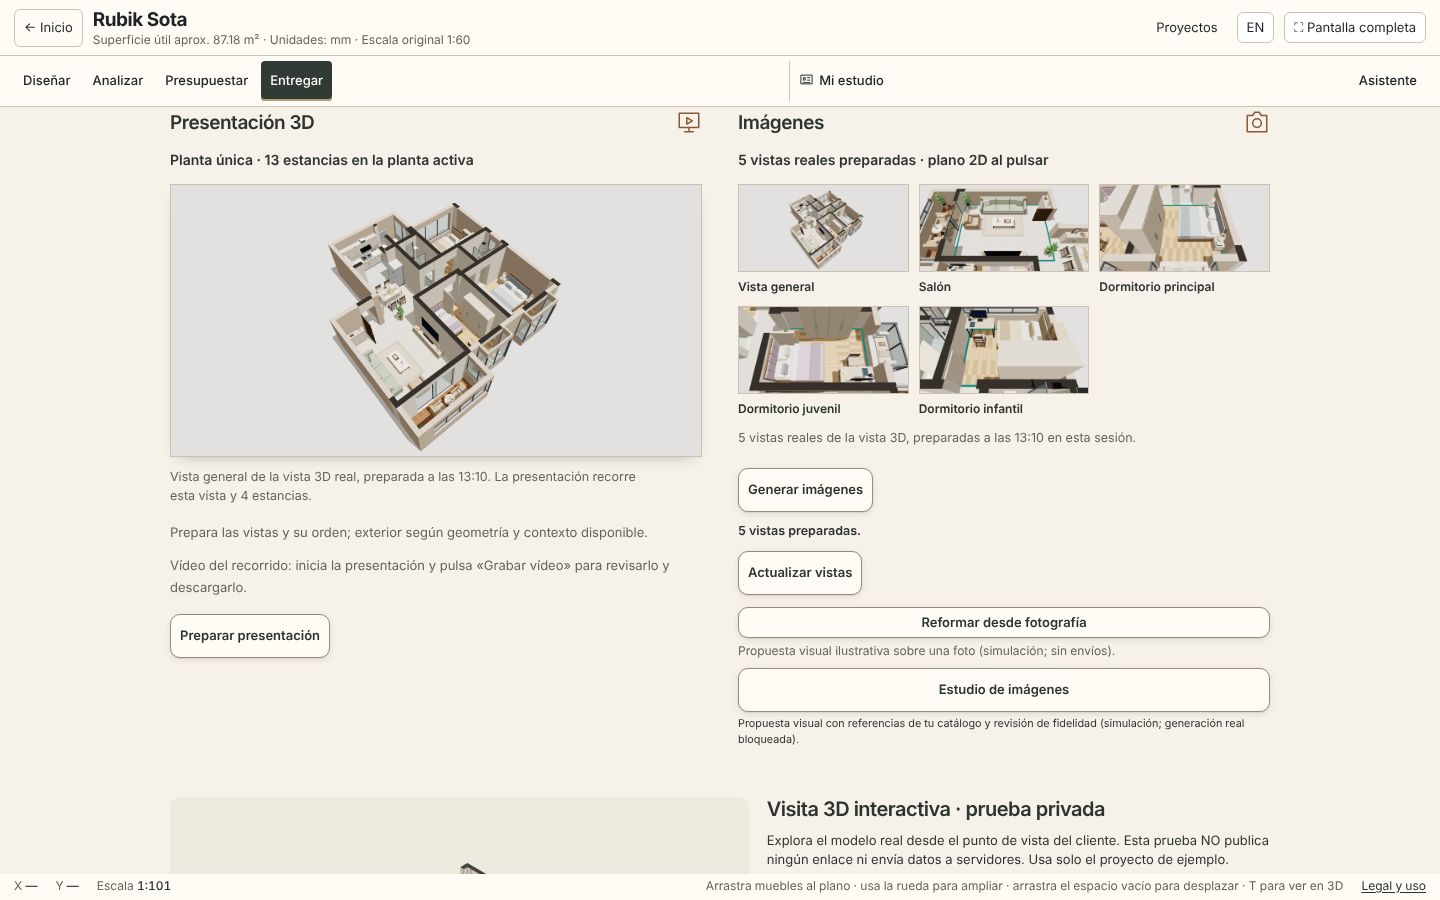 ← Inicio
Rubik Sota
Superficie útil aprox. 87.18 m² · Unidades: mm · Escala original 1:60
Proyectos
EN
Pantalla completa
Diseñar
Analizar
Presupuestar
Entregar
Mi estudio
Asistente
Presentación 3D
Planta única · 13 estancias en la planta activa
Vista general de la vista 3D real, preparada a las 13:10. La presentación recorre
esta vista y 4 estancias.
Prepara las vistas y su orden; exterior según geometría y contexto disponible.
Vídeo del recorrido: inicia la presentación y pulsa «Grabar vídeo» para revisarlo y
descargarlo.
Preparar presentación
Imágenes
5 vistas reales preparadas · plano 2D al pulsar
Vista general
Salón
Dormitorio principal
Dormitorio juvenil
Dormitorio infantil
5 vistas reales de la vista 3D, preparadas a las 13:10 en esta sesión.
Generar imágenes
5 vistas preparadas.
Actualizar vistas
Reformar desde fotografía
Propuesta visual ilustrativa sobre una foto (simulación; sin envíos).
Estudio de imágenes
Propuesta visual con referencias de tu catálogo y revisión de fidelidad (simulación; generación real
bloqueada).
Visita 3D interactiva · prueba privada
Explora el modelo real desde el punto de vista del cliente. Esta prueba NO publica
ningún enlace ni envía datos a servidores. Usa solo el proyecto de ejemplo.
X —
Y —
Escala 1:101
Arrastra muebles al plano · usa la rueda para ampliar · arrastra el espacio vacío para desplazar · T para ver en 3D
Legal y uso